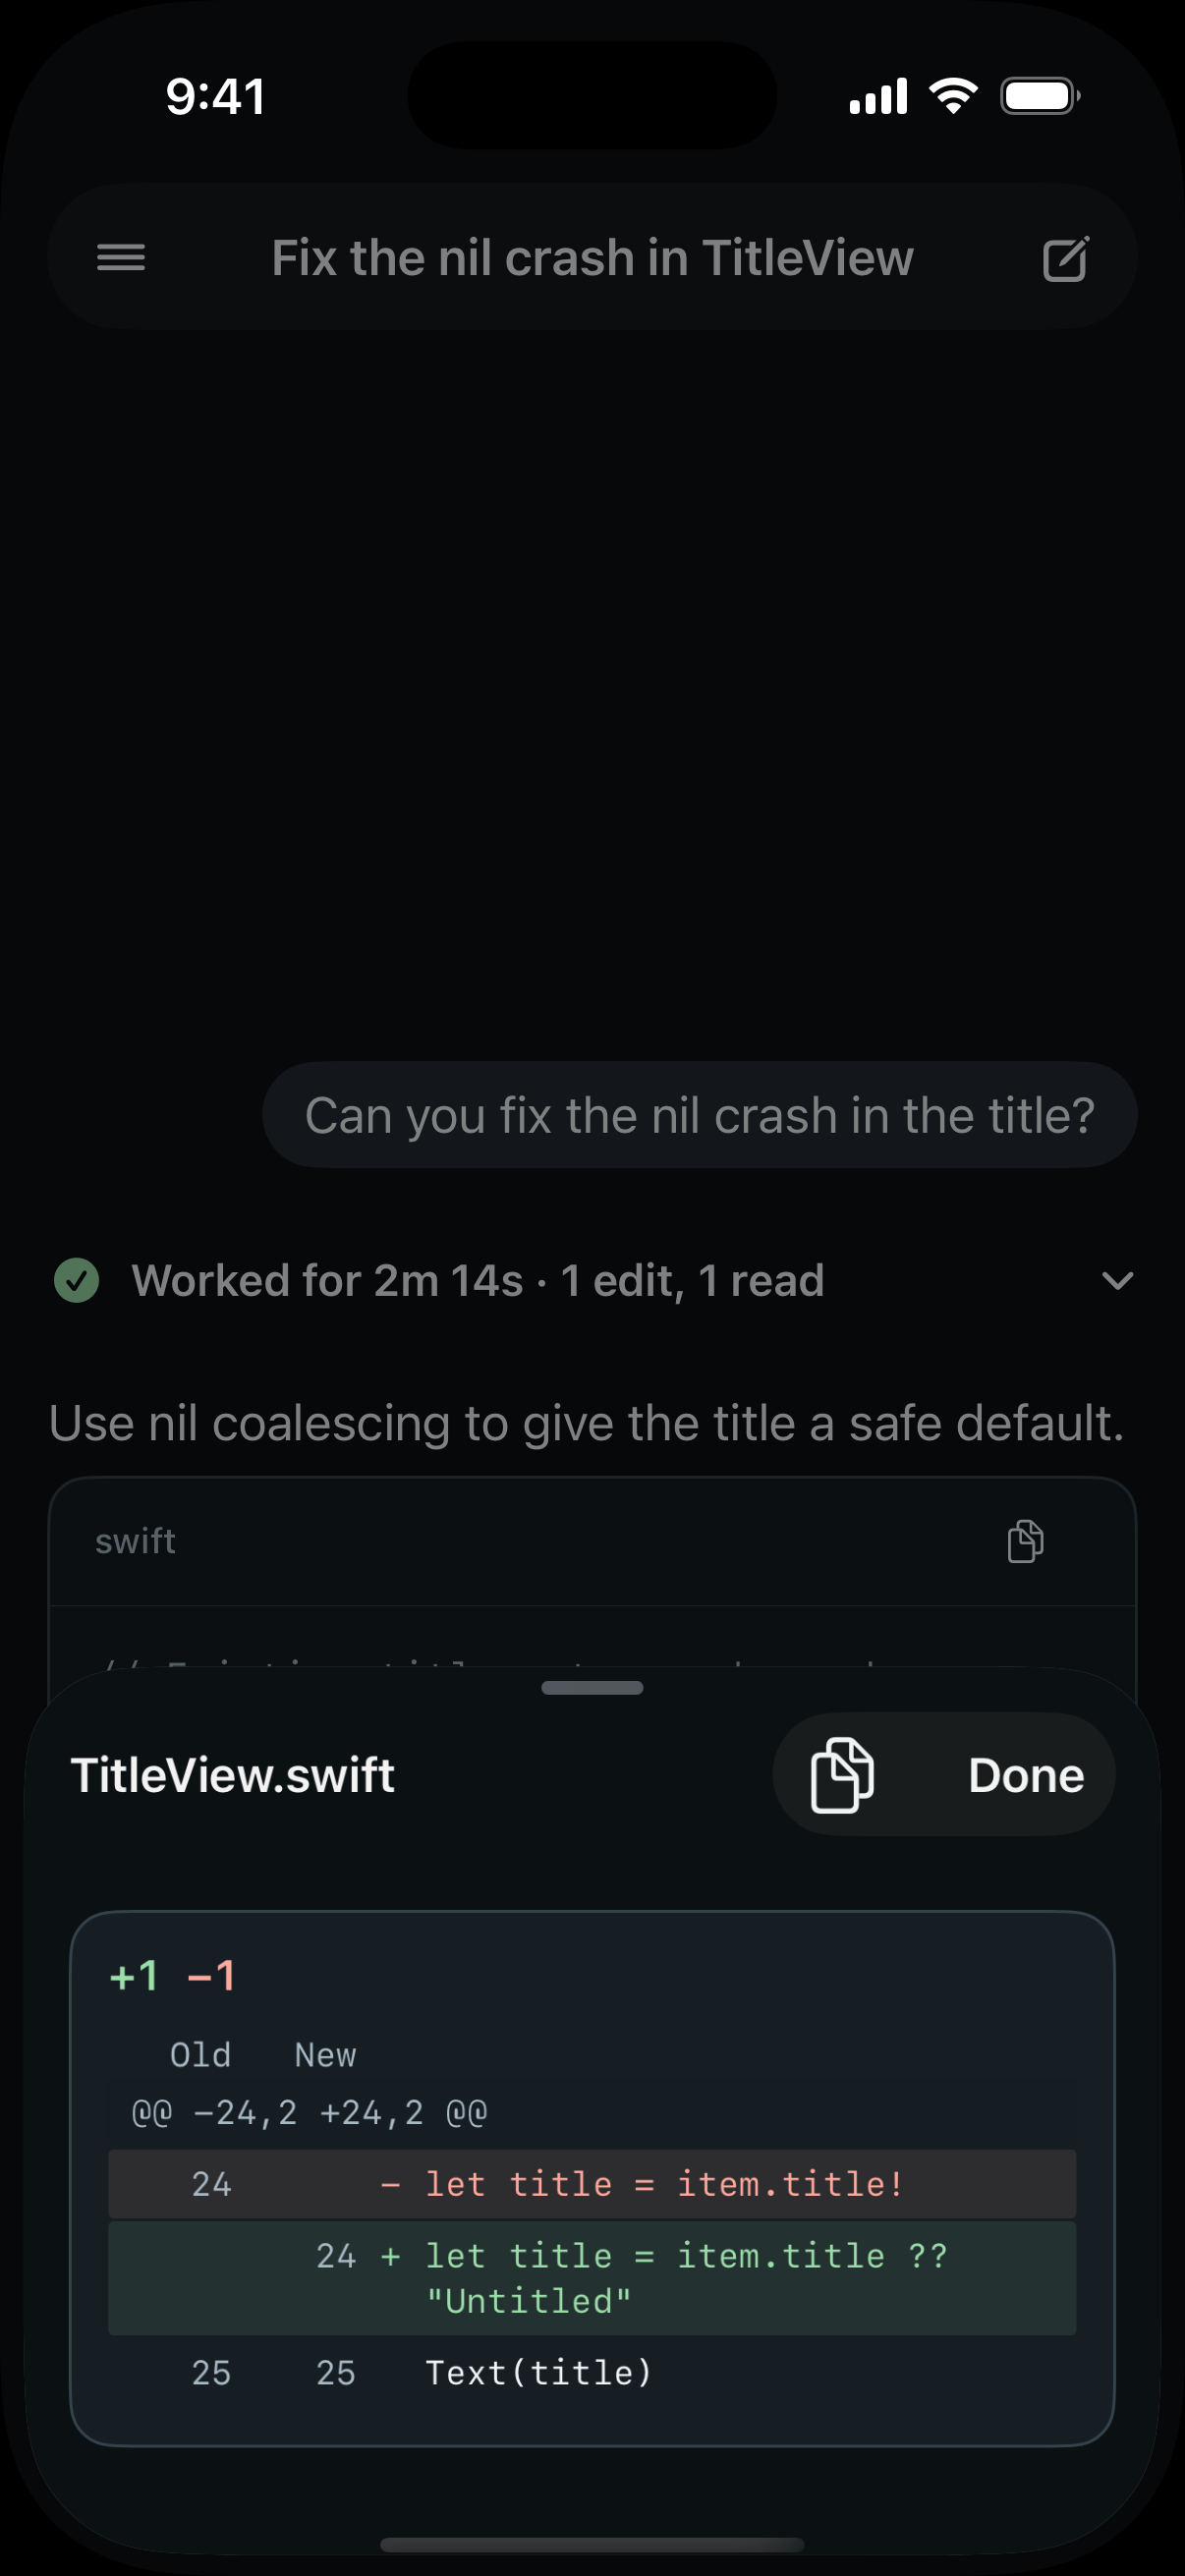 9:41
Fix the nil crash in TitleView
Can you fix the nil crash in the title?
Worked for 2m 14s · 1 edit, 1 read
Use nil coalescing to give the title a safe default.
swift
TitleView.swift
Done
+1 −1
Old New
@@ −24,2 +24,2 @@
24 − let title = item.title!
24 + let title = item.title ??
"Untitled"
25 25 Text(title)